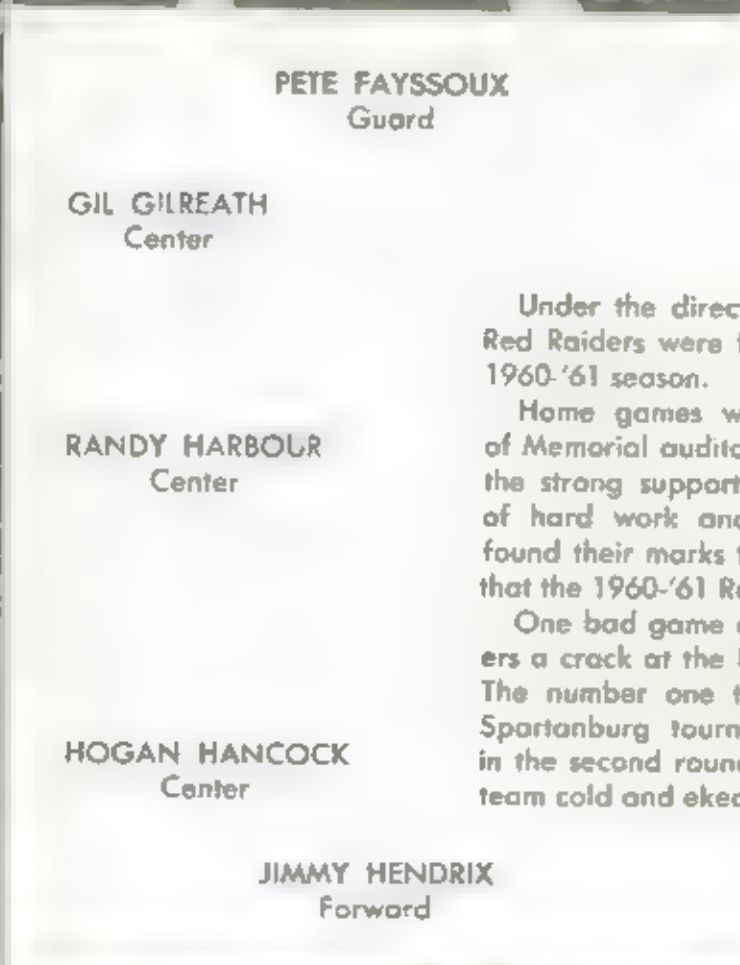 PETE FAYSSOUX
Guard
GIL GILREATH
Center
RANDY HARBOUR
Center
HOGAN HANCOCK
Center
JIMMY HENDRIX
Forward
Under the direc
Red Raiders were
1960-'61 season.
Home games w
of Memorial audito
the strong support
of hard work and
found their marks
that the 1960-'61 R
One bad game
ers a crack at the
The number one
Spartanburg tourn
in the second roun
team cold and eked